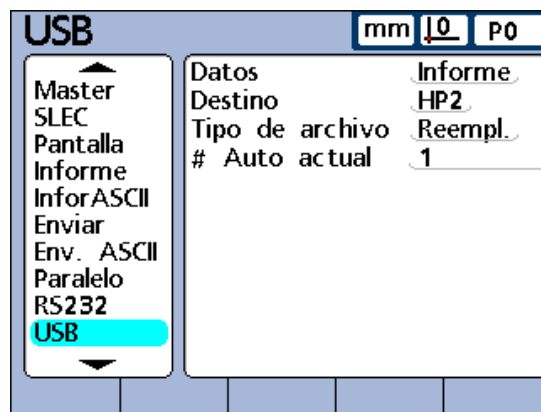 USB
mm 0 P0
Master
SLEC
Pantalla
Informe
InforASCII
Enviar
Env. ASCII
Paralelo
RS232
USB
Datos Informe
Destino HP2
Tipo de archivo Reempl.
# Auto actual 1